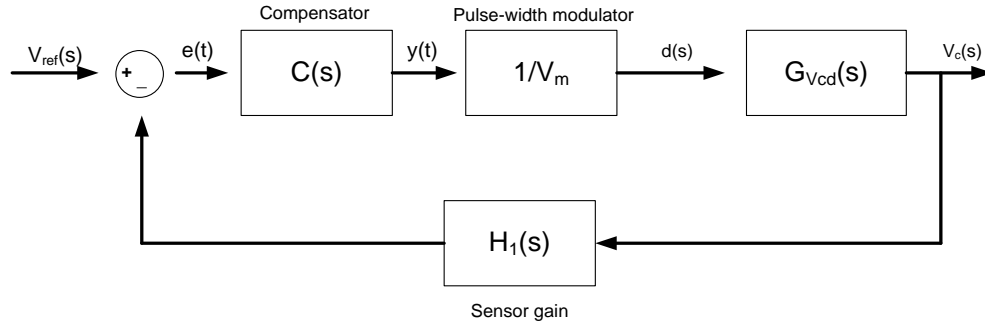 Compensator
Pulse-width modulator
V_ref(s)
e(t)
y(t)
d(s)
V_c(s)
+
–
C(s)
1/V_m
G_Vcd(s)
H_1(s)
Sensor gain